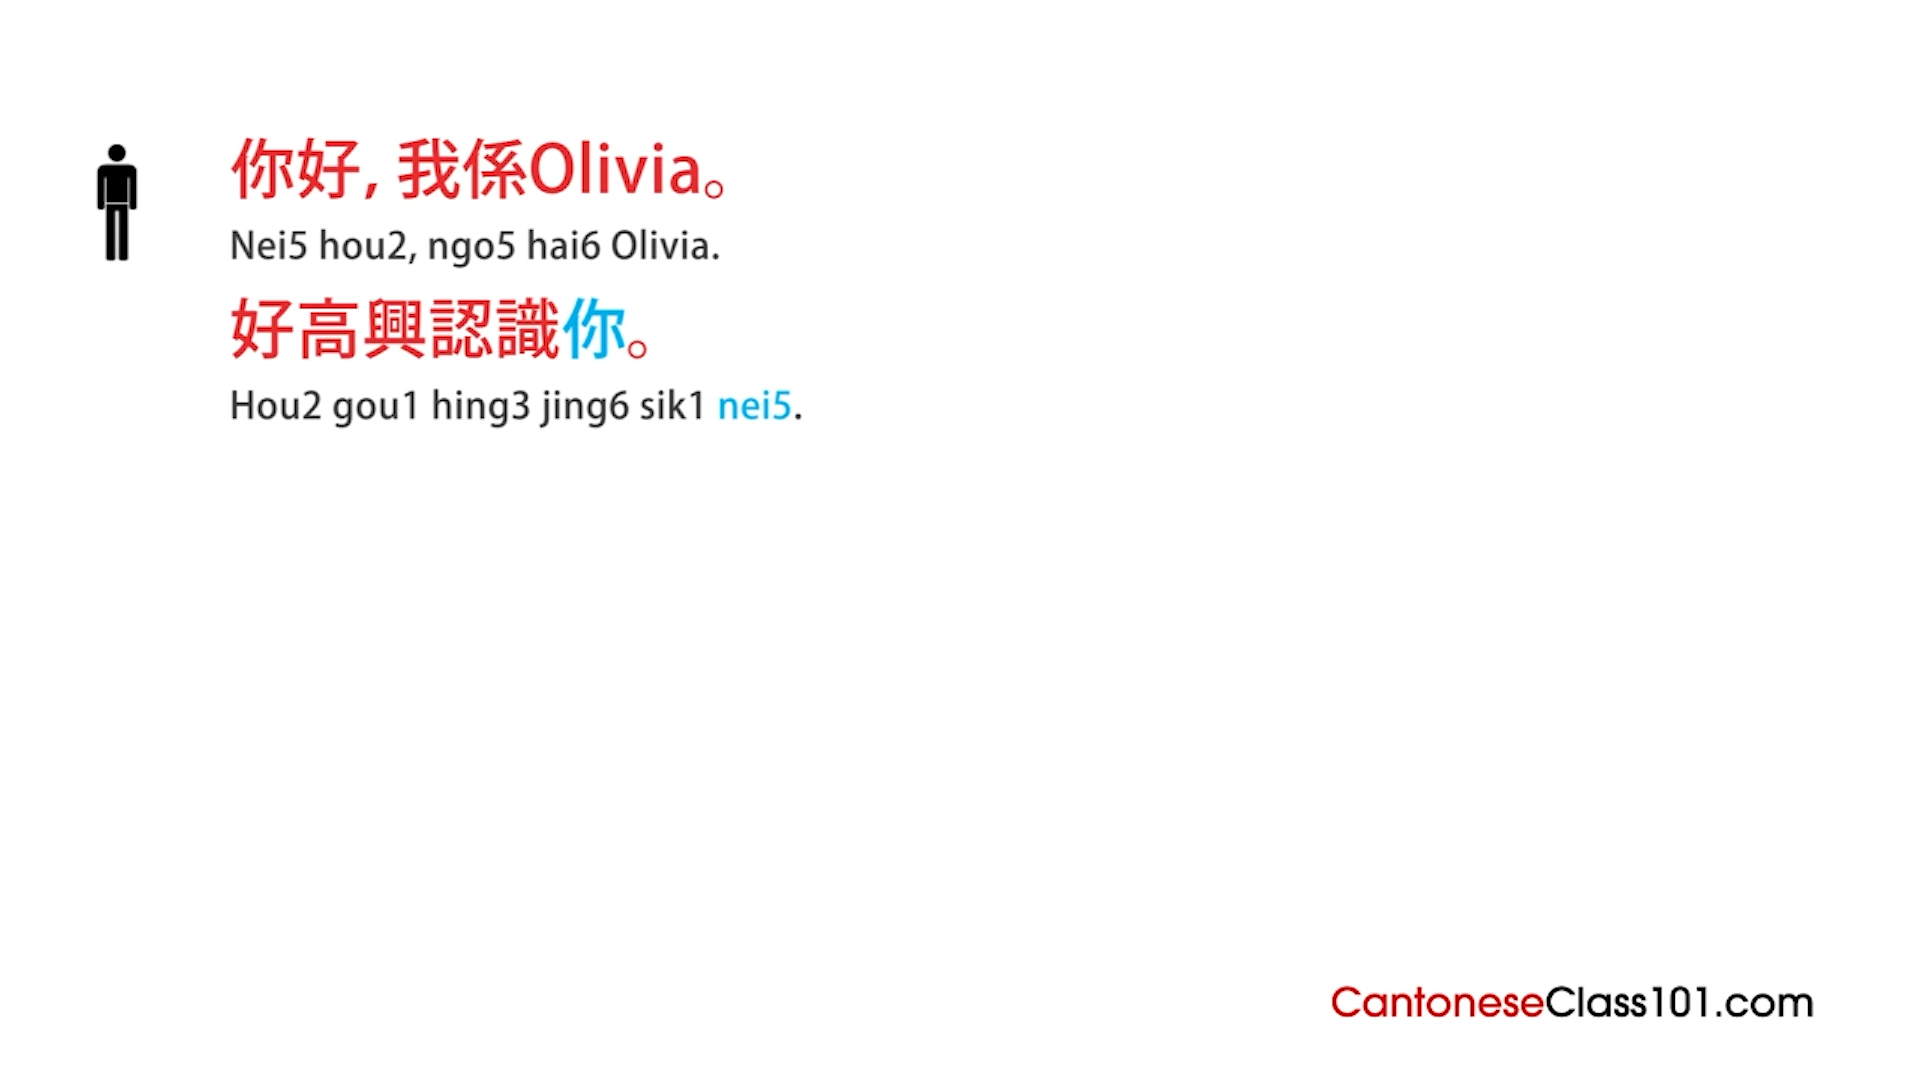 你好, 我係Olivia。
Nei5 hou2, ngo5 hai6 Olivia.
好高興認識你。
Hou2 gou1 hing3 jing6 sik1 nei5.
CantoneseClass101.com